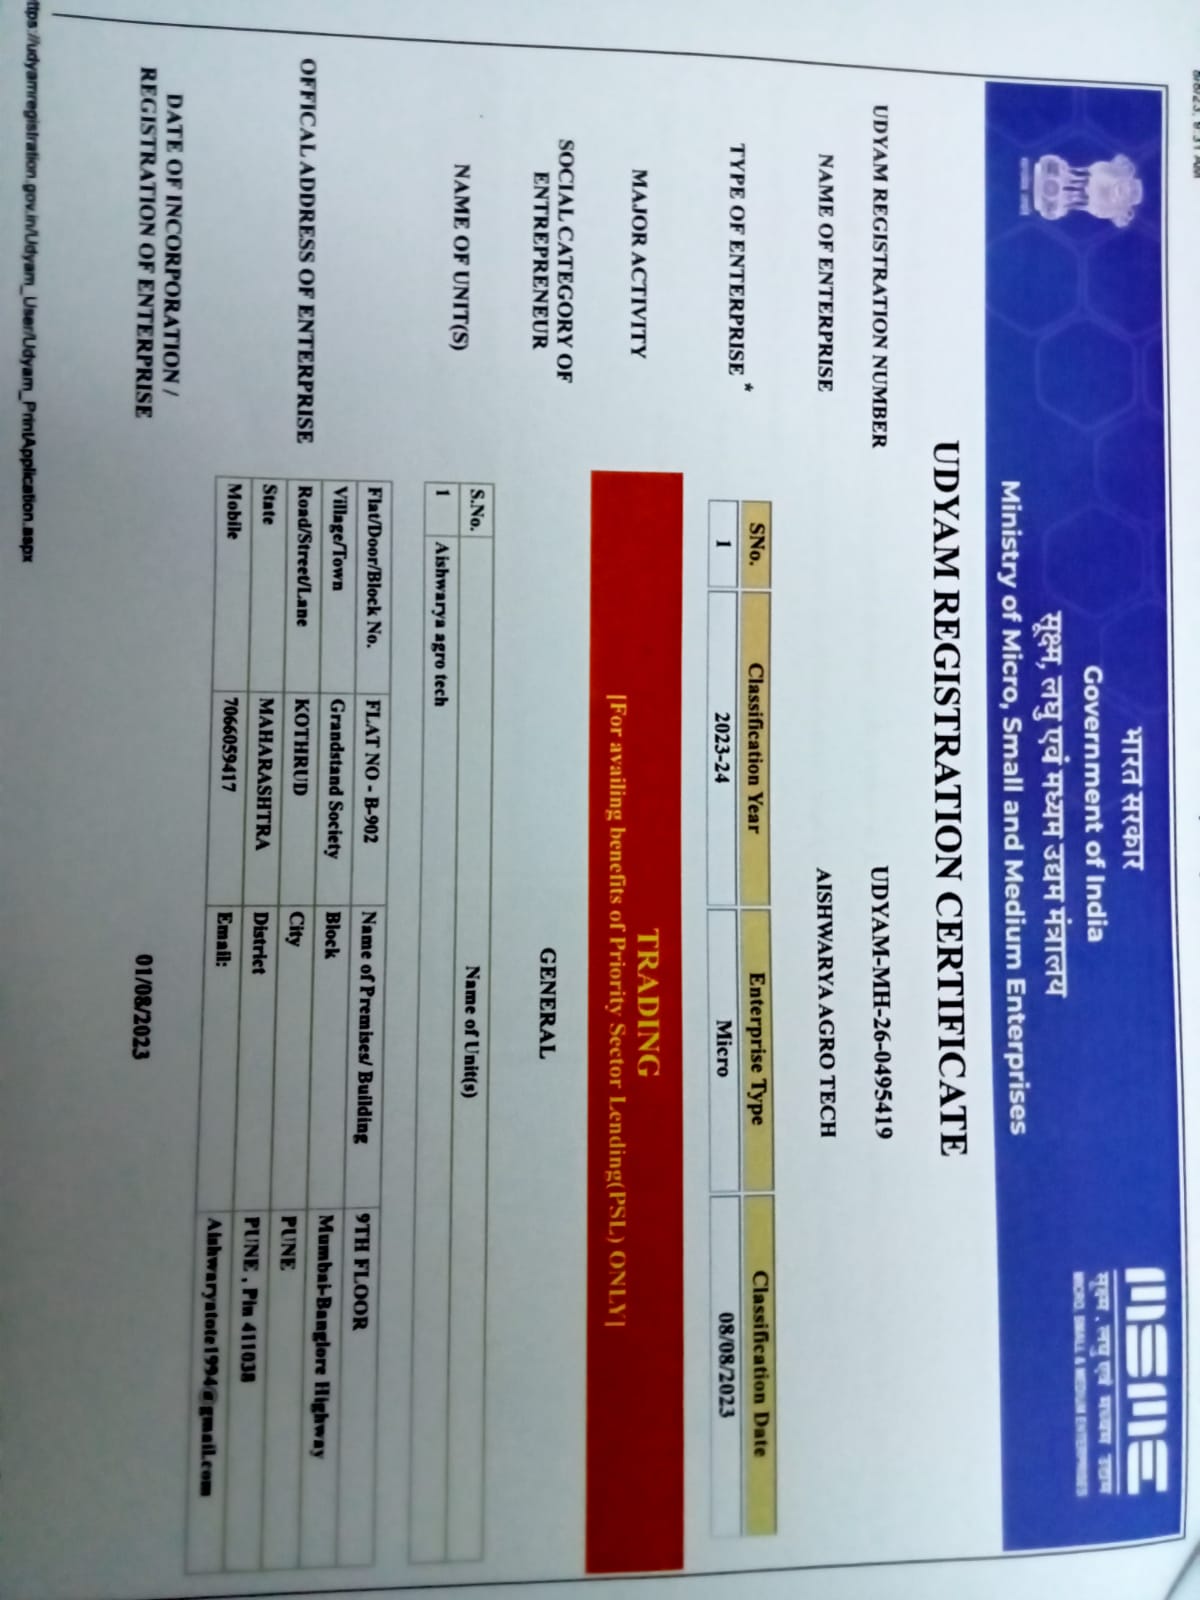 8/8/23, 9:31 AM
भारत सरकार
Government of India
सूक्ष्म, लघु एवं मध्यम उद्यम मंत्रालय
Ministry of Micro, Small and Medium Enterprises
MSME
सूक्ष्म, लघु एवं मध्यम उद्यम
MICRO, SMALL & MEDIUM ENTERPRISES
UDYAM REGISTRATION CERTIFICATE
UDYAM REGISTRATION NUMBER UDYAM-MH-26-0495419
NAME OF ENTERPRISE AISHWARYA AGRO TECH
TYPE OF ENTERPRISE *
SNo. Classification Year Enterprise Type Classification Date
1 2023-24 Micro 08/08/2023
MAJOR ACTIVITY
TRADING
[For availing benefits of Priority Sector Lending(PSL) ONLY]
SOCIAL CATEGORY OF
ENTREPRENEUR
GENERAL
NAME OF UNIT(S)
S.No. Name of Unit(s)
1 Aishwarya agro tech
OFFICAL ADDRESS OF ENTERPRISE
Flat/Door/Block No. FLAT NO - B-902 Name of Premises/ Building 9TH FLOOR
Village/Town Grandstand Society Block Mumbai-Banglore Highway
Road/Street/Lane KOTHRUD City PUNE
State MAHARASHTRA District PUNE , Pin 411038
Mobile 7066059417 Email: Aishwaryatote1994@gmail.com
DATE OF INCORPORATION /
REGISTRATION OF ENTERPRISE
01/08/2023
ttps://udyamregistration.gov.in/Udyam_User/Udyam_PrintApplication.aspx